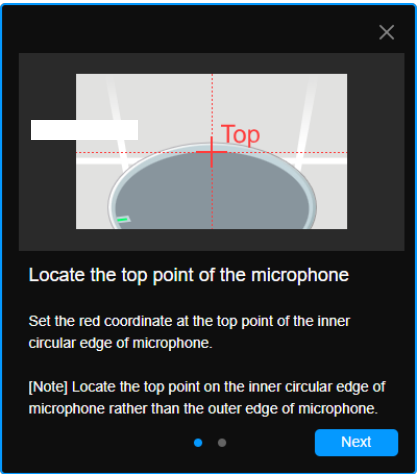 Top
Locate the top point of the microphone
Set the red coordinate at the top point of the inner
circular edge of microphone.
[Note] Locate the top point on the inner circular edge of
microphone rather than the outer edge of microphone.
Next